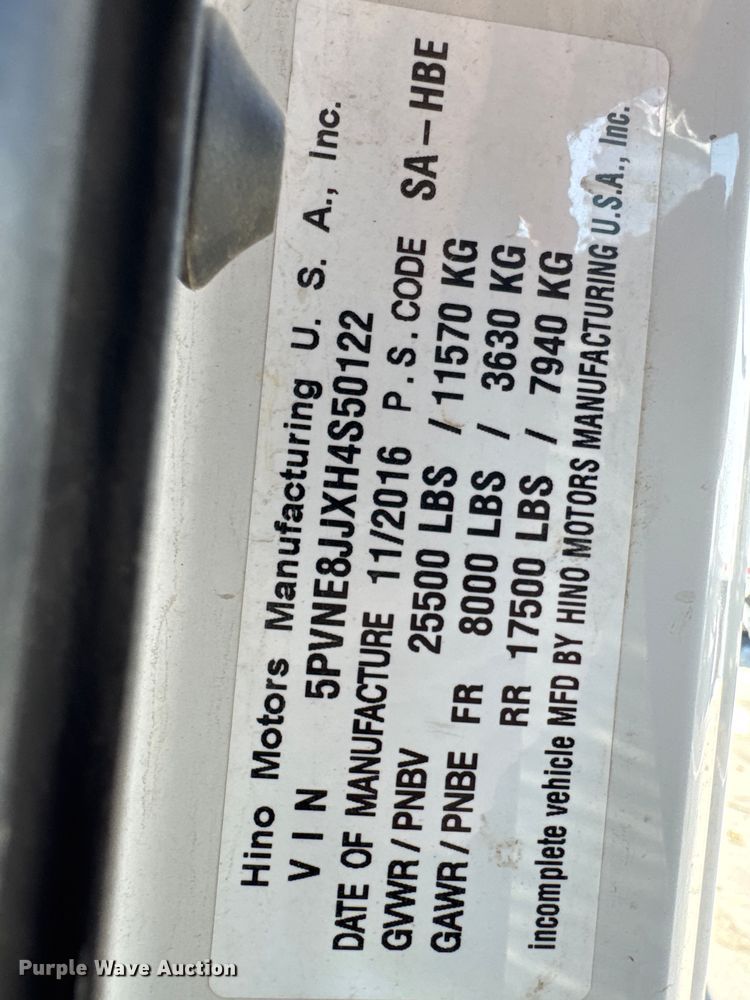 Hino Motors Manufacturing U. S. A., Inc.
VIN 5PVNE8JJXH4S50122
DATE OF MANUFACTURE 11/2016 P.S.CODE SA-HBE
GVWR/PNBV 25500 LBS / 11570 KG
GAWR/PNBE FR 8000 LBS / 3630 KG
RR 17500 LBS / 7940 KG
incomplete vehicle MFD BY HINO MOTORS MANUFACTURING U.S.A., Inc.
Purple Wave Auction